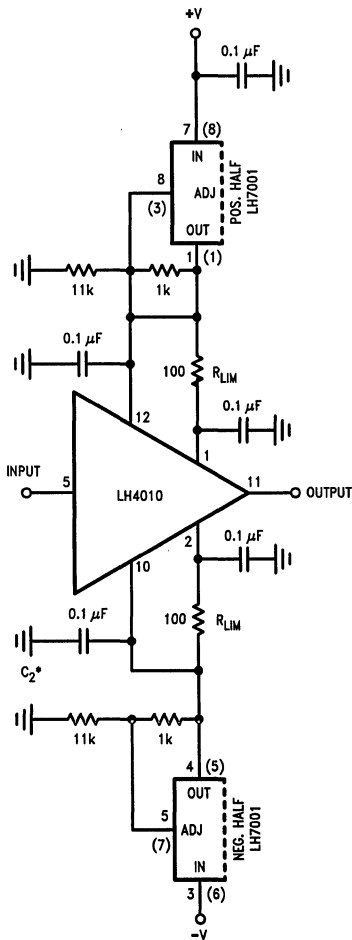 +V
0.1 μF
7 (8)
IN
8
(3)
ADJ
OUT
POS. HALF
LH7001
1 (1)
11k
1k
0.1 μF
100
RLIM
12
0.1 μF
1
INPUT
5
LH4010
11
OUTPUT
2
10
0.1 μF
0.1 μF
C2*
100
RLIM
11k
1k
4 (5)
OUT
5
(7)
ADJ
IN
NEG. HALF
LH7001
3 (6)
-V